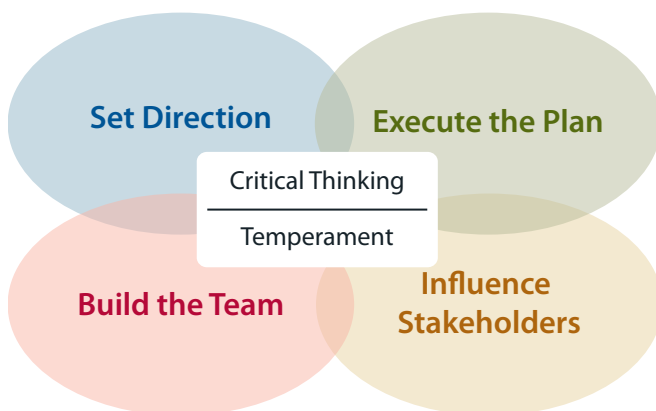 Set Direction
Execute the Plan
Critical Thinking
Temperament
Build the Team
Influence
Stakeholders